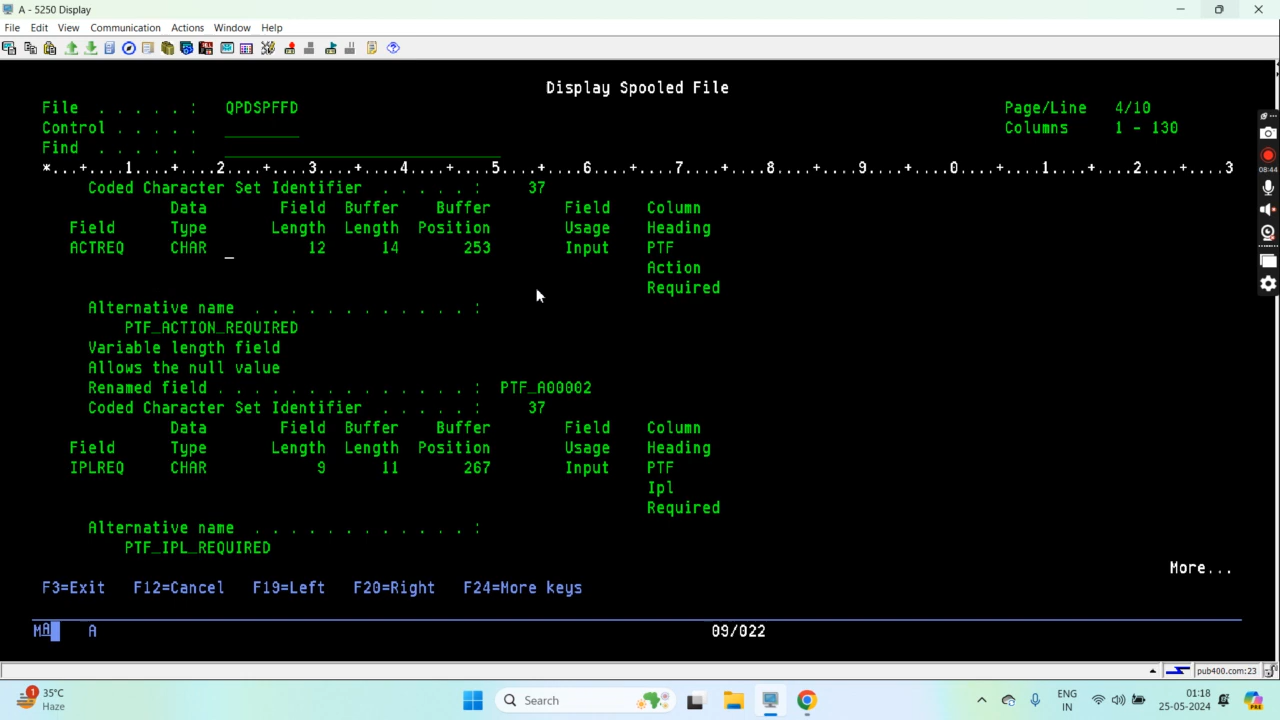 A - 5250 Display
File Edit View Communication Actions Window Help
Display Spooled File
File . . . . . : QPDSPFFD Page/Line 4/10
Control . . . . . Columns 1 - 130
Find . . . . . .
*...+....1....+....2....+....3....+....4....+....5....+....6....+....7....+....8....+....9....+....0....+....1....+....2....+....3
Coded Character Set Identifier . . . . . . : 37
Data Field Buffer Buffer Field Column
Field Type Length Length Position Usage Heading
ACTREQ CHAR 12 14 253 Input PTF
Action
Required
Alternative name . . . . . . . . . . . . . :
PTF_ACTION_REQUIRED
Variable length field
Allows the null value
Renamed field . . . . . . . . . . . . . . . : PTF_A00002
Coded Character Set Identifier . . . . . . : 37
Data Field Buffer Buffer Field Column
Field Type Length Length Position Usage Heading
IPLREQ CHAR 9 11 267 Input PTF
Ipl
Required
Alternative name . . . . . . . . . . . . . :
PTF_IPL_REQUIRED
More...
F3=Exit F12=Cancel F19=Left F20=Right F24=More keys
MA A 09/022
pub400.com:23
08:44
1
35°C
Haze
Search
ENG
IN
01:18
25-05-2024